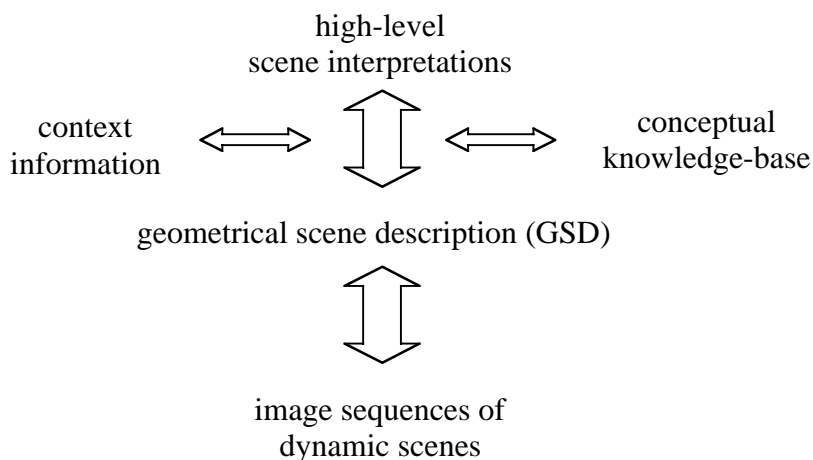 high-level
scene interpretations
context
information
conceptual
knowledge-base
geometrical scene description (GSD)
image sequences of
dynamic scenes